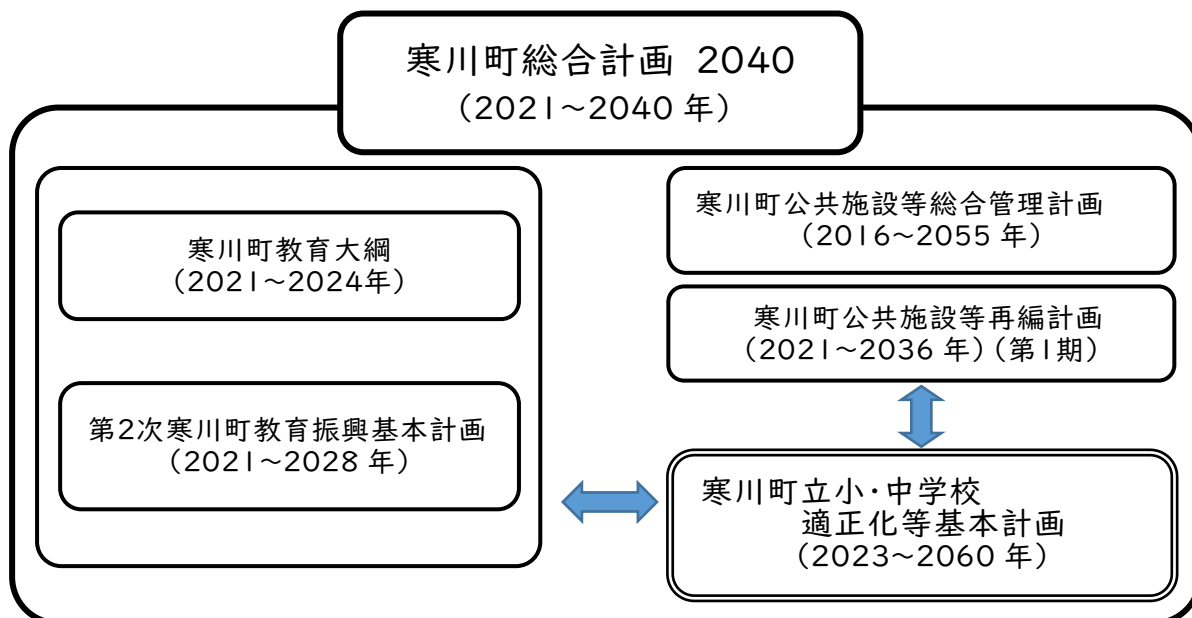 寒川町総合計画 2040
（2021～2040 年）
寒川町教育大綱
（2021～2024年）
第2次寒川町教育振興基本計画
（2021～2028 年）
寒川町公共施設等総合管理計画
（2016～2055 年）
寒川町公共施設等再編計画
（2021～2036 年）（第1期）
寒川町立小・中学校
適正化等基本計画
（2023～2060 年）